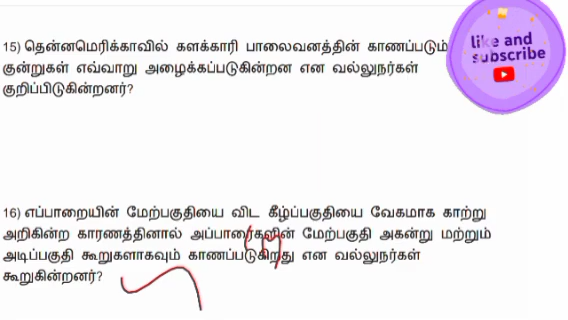 15) தென்னமெரிக்காவில் களக்காரி பாலைவனத்தின் காணப்படும்
குன்றுகள் எவ்வாறு அழைக்கப்படுகின்றன என வல்லுநர்கள்
குறிப்பிடுகின்றனர்?
like and
subscribe
16) எப்பாறையின் மேற்பகுதியை விட கீழ்ப்பகுதியை வேகமாக காற்று
அறிகின்ற காரணத்தினால் அப்பாறைகளின் மேற்பகுதி அகன்று மற்றும்
அடிப்பகுதி கூறுகளாகவும் காணப்படுகிறது என வல்லுநர்கள்
கூறுகின்றனர்?